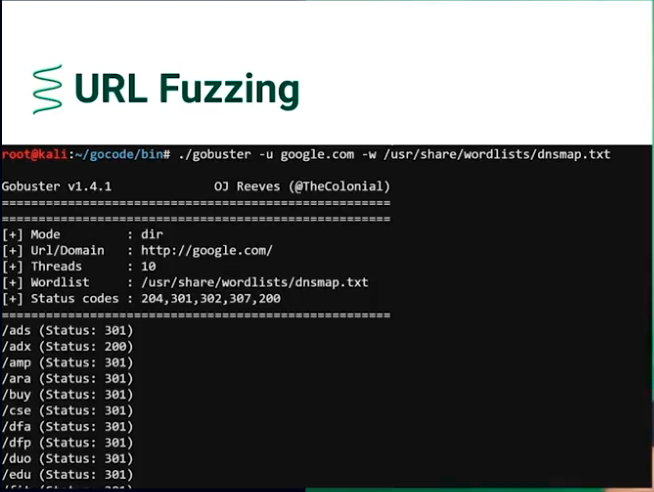 URL Fuzzing
root@kali:~/gocode/bin# ./gobuster -u google.com -w /usr/share/wordlists/dnsmap.txt
Gobuster v1.4.1              OJ Reeves (@TheColonial)
=====================================================
=====================================================
[+] Mode         : dir
[+] Url/Domain   : http://google.com/
[+] Threads      : 10
[+] Wordlist     : /usr/share/wordlists/dnsmap.txt
[+] Status codes : 204,301,302,307,200
=====================================================
/ads (Status: 301)
/adx (Status: 200)
/amp (Status: 301)
/ara (Status: 301)
/buy (Status: 301)
/cse (Status: 301)
/dfa (Status: 301)
/dfp (Status: 301)
/duo (Status: 301)
/edu (Status: 301)